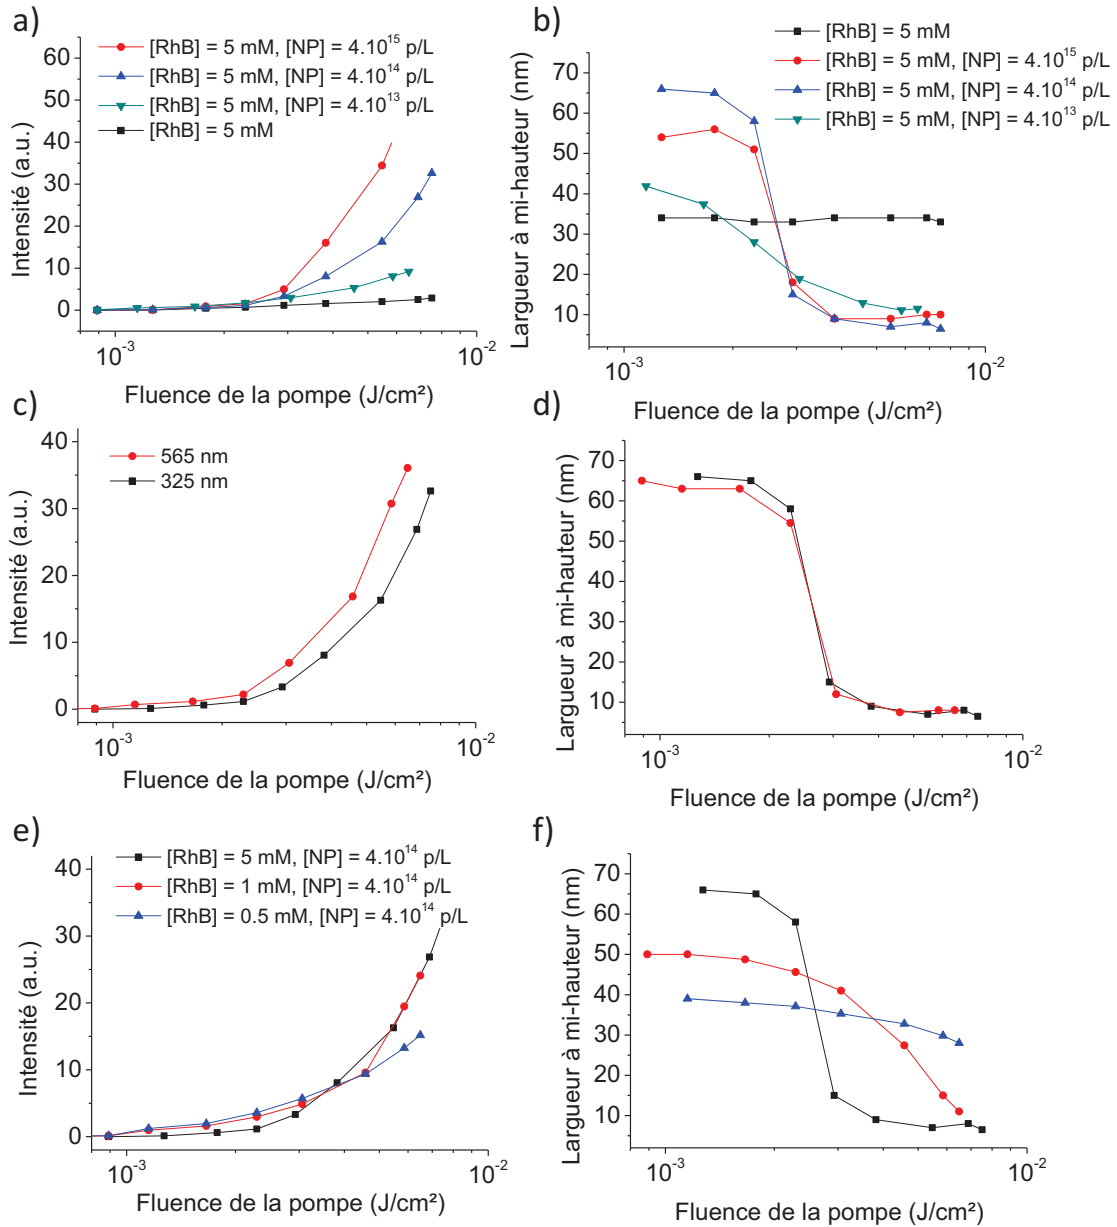 a)
[RhB] = 5 mM, [NP] = 4.10¹⁵ p/L
[RhB] = 5 mM, [NP] = 4.10¹⁴ p/L
[RhB] = 5 mM, [NP] = 4.10¹³ p/L
[RhB] = 5 mM
60
50
40
30
20
10
0
Intensité (a.u.)
10⁻³
10⁻²
Fluence de la pompe (J/cm²)
b)
[RhB] = 5 mM
[RhB] = 5 mM, [NP] = 4.10¹⁵ p/L
[RhB] = 5 mM, [NP] = 4.10¹⁴ p/L
[RhB] = 5 mM, [NP] = 4.10¹³ p/L
70
60
50
40
30
20
10
Largueur à mi-hauteur (nm)
10⁻³
10⁻²
Fluence de la pompe (J/cm²)
c)
565 nm
325 nm
40
30
20
10
0
Intensité (a.u.)
10⁻³
10⁻²
Fluence de la pompe (J/cm²)
d)
70
60
50
40
30
20
10
Largueur à mi-hauteur (nm)
10⁻³
10⁻²
Fluence de la pompe (J/cm²)
e)
[RhB] = 5 mM, [NP] = 4.10¹⁴ p/L
[RhB] = 1 mM, [NP] = 4.10¹⁴ p/L
[RhB] = 0.5 mM, [NP] = 4.10¹⁴ p/L
40
30
20
10
0
Intensité (a.u.)
10⁻³
10⁻²
Fluence de la pompe (J/cm²)
f)
70
60
50
40
30
20
10
Largueur à mi-hauteur (nm)
10⁻³
10⁻²
Fluence de la pompe (J/cm²)